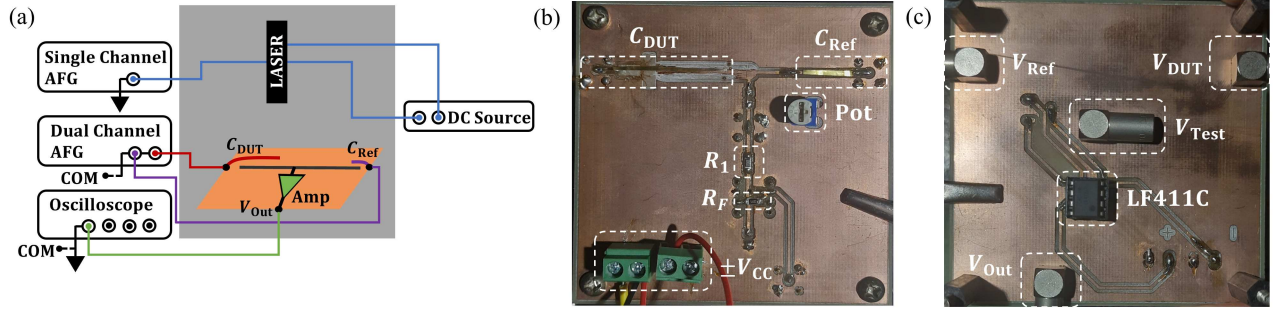 (a)
Single Channel
AFG
LASER
DC Source
Dual Channel
AFG
COM
C_DUT
C_Ref
Amp
V_Out
Oscilloscope
COM
(b)
C_DUT
C_Ref
Pot
R_1
R_F
±V_CC
(c)
V_Ref
V_DUT
V_Test
LF411C
V_Out
+
-